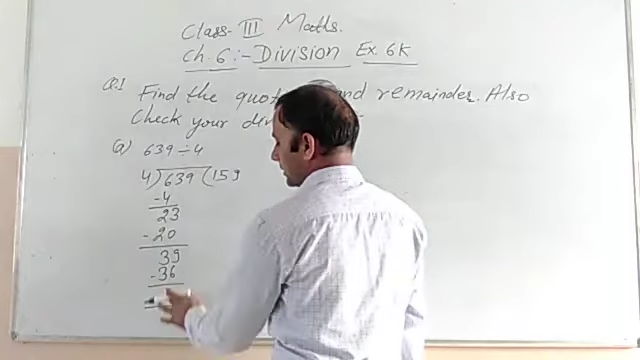 Class- III Maths.
Ch. 6 :- Division Ex. 6K
Q.1 Find the and remainder. Also
Check your
(a) 639 ÷ 4
4) 639 (159
-4
23
-20
39
-36